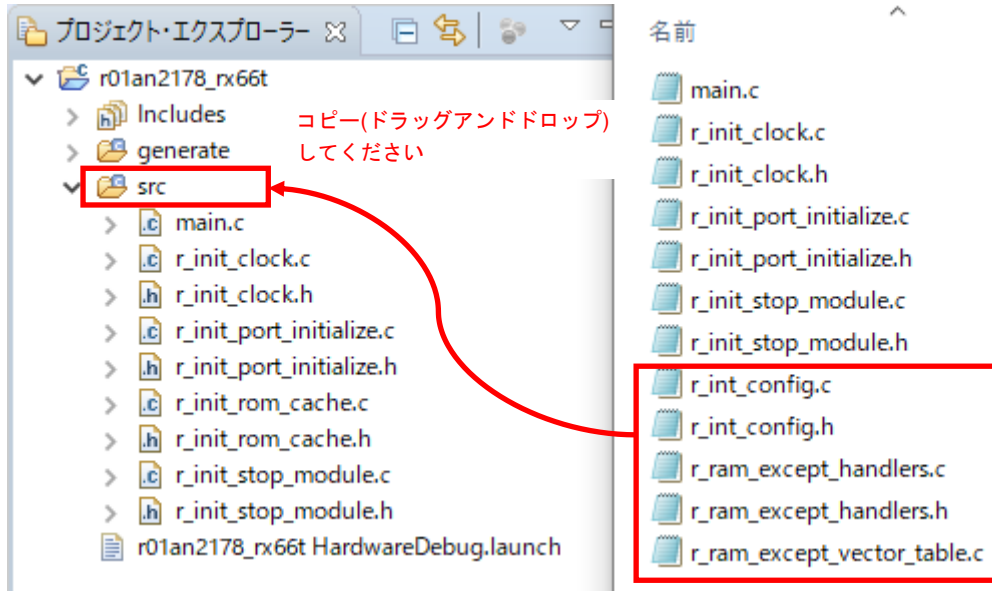 プロジェクト・エクスプローラー
r01an2178_rx66t
Includes
generate
src
main.c
r_init_clock.c
r_init_clock.h
r_init_port_initialize.c
r_init_port_initialize.h
r_init_rom_cache.c
r_init_rom_cache.h
r_init_stop_module.c
r_init_stop_module.h
r01an2178_rx66t HardwareDebug.launch
コピー(ドラッグアンドドロップ)
してください
名前
main.c
r_init_clock.c
r_init_clock.h
r_init_port_initialize.c
r_init_port_initialize.h
r_init_stop_module.c
r_init_stop_module.h
r_int_config.c
r_int_config.h
r_ram_except_handlers.c
r_ram_except_handlers.h
r_ram_except_vector_table.c